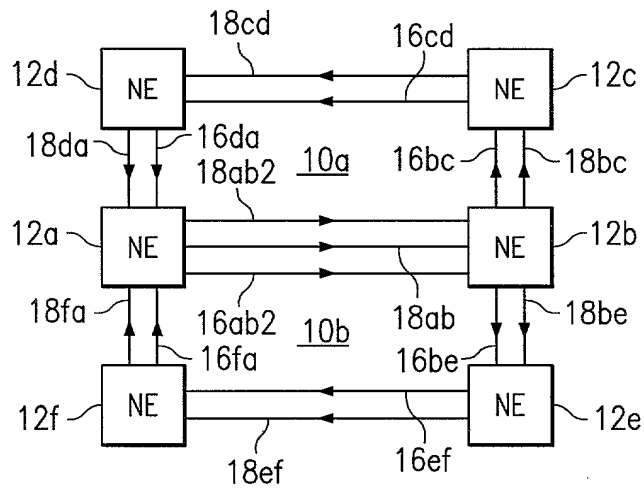 18cd
16cd
12d
NE
NE
12c
18da
16da
18ab2
10a
16bc
18bc
12a
NE
NE
12b
18fa
16fa
16ab2
10b
18ab
16be
18be
12f
NE
NE
12e
18ef
16ef